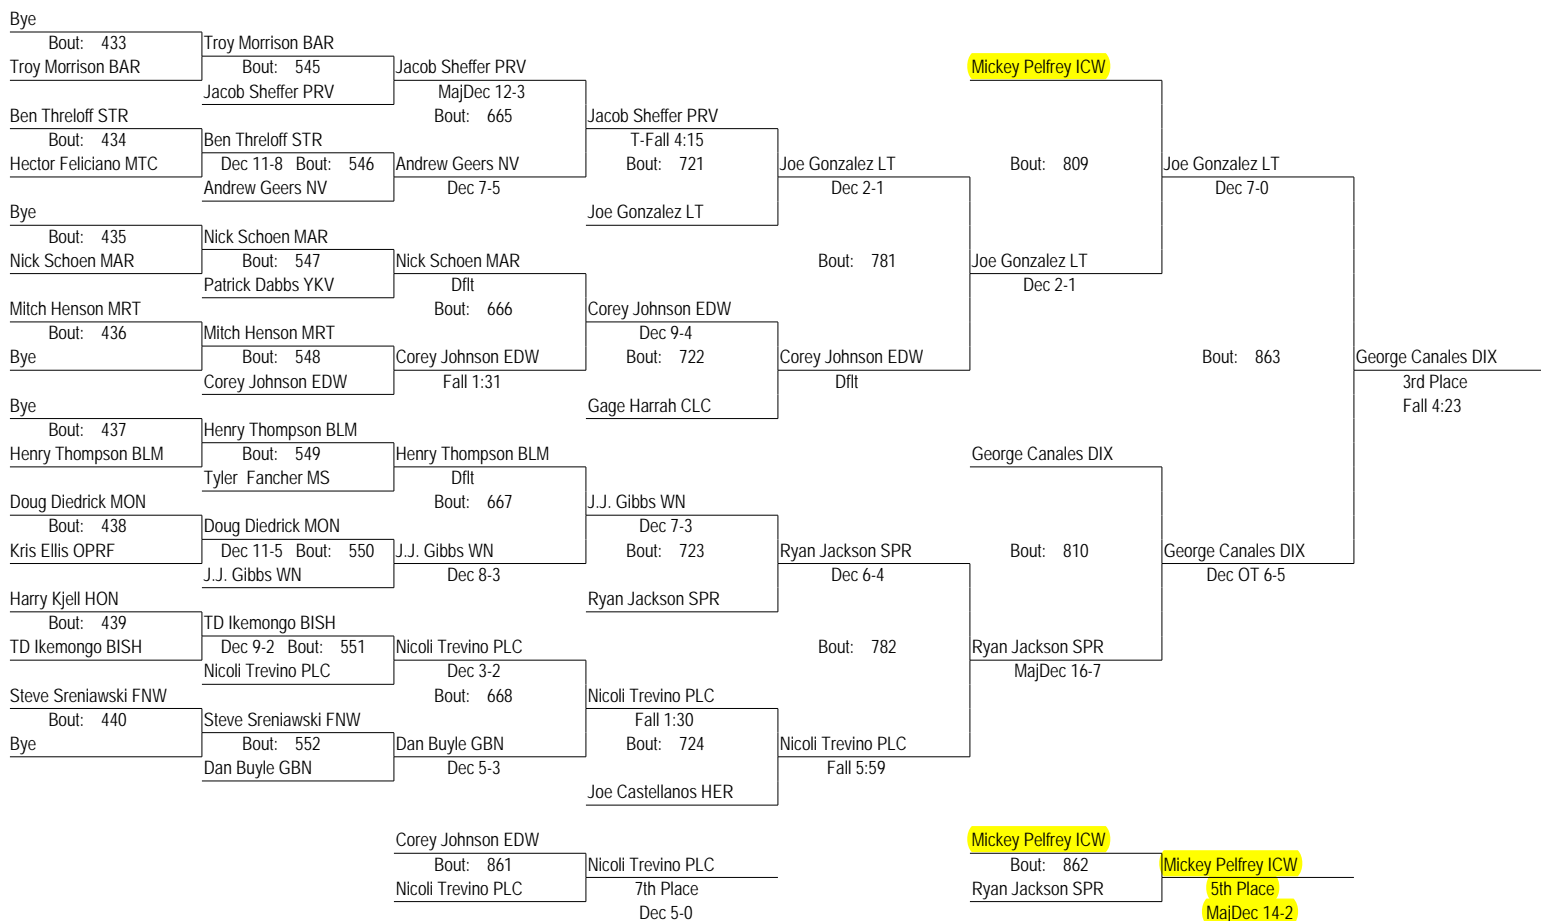 Bye
Bout: 433
Troy Morrison BAR
Troy Morrison BAR
Bout: 545
Jacob Sheffer PRV
Jacob Sheffer PRV
MajDec 12-3
Bout: 665
Ben Threloff STR
Bout: 434
Hector Feliciano MTC
Ben Threloff STR
Dec 11-8 Bout: 546
Andrew Geers NV
Andrew Geers NV
Dec 7-5
Jacob Sheffer PRV
T-Fall 4:15
Bout: 721
Joe Gonzalez LT
Joe Gonzalez LT
Dec 2-1
Bye
Bout: 435
Nick Schoen MAR
Nick Schoen MAR
Bout: 547
Patrick Dabbs YKV
Nick Schoen MAR
Dflt
Bout: 666
Mitch Henson MRT
Bout: 436
Bye
Mitch Henson MRT
Bout: 548
Corey Johnson EDW
Corey Johnson EDW
Fall 1:31
Corey Johnson EDW
Dec 9-4
Bout: 722
Gage Harrah CLC
Corey Johnson EDW
Dflt
Bout: 781
Mickey Pelfrey ICW
Bout: 809
Joe Gonzalez LT
Dec 2-1
Joe Gonzalez LT
Dec 7-0
Bye
Bout: 437
Henry Thompson BLM
Henry Thompson BLM
Bout: 549
Tyler Fancher MS
Henry Thompson BLM
Dflt
Bout: 667
Doug Diedrick MON
Bout: 438
Kris Ellis OPRF
Doug Diedrick MON
Dec 11-5 Bout: 550
J.J. Gibbs WN
J.J. Gibbs WN
Dec 8-3
J.J. Gibbs WN
Dec 7-3
Bout: 723
Ryan Jackson SPR
Ryan Jackson SPR
Dec 6-4
Harry Kjell HON
Bout: 439
TD Ikemongo BISH
TD Ikemongo BISH
Dec 9-2 Bout: 551
Nicoli Trevino PLC
Nicoli Trevino PLC
Dec 3-2
Bout: 668
Steve Sreniawski FNW
Bout: 440
Bye
Steve Sreniawski FNW
Bout: 552
Dan Buyle GBN
Dan Buyle GBN
Dec 5-3
Nicoli Trevino PLC
Fall 1:30
Bout: 724
Joe Castellanos HER
Nicoli Trevino PLC
Fall 5:59
Bout: 782
George Canales DIX
Bout: 810
Ryan Jackson SPR
MajDec 16-7
George Canales DIX
Dec OT 6-5
Bout: 863
George Canales DIX
3rd Place
Fall 4:23
Corey Johnson EDW
Bout: 861
Nicoli Trevino PLC
Nicoli Trevino PLC
7th Place
Dec 5-0
Mickey Pelfrey ICW
Bout: 862
Ryan Jackson SPR
Mickey Pelfrey ICW
5th Place
MajDec 14-2